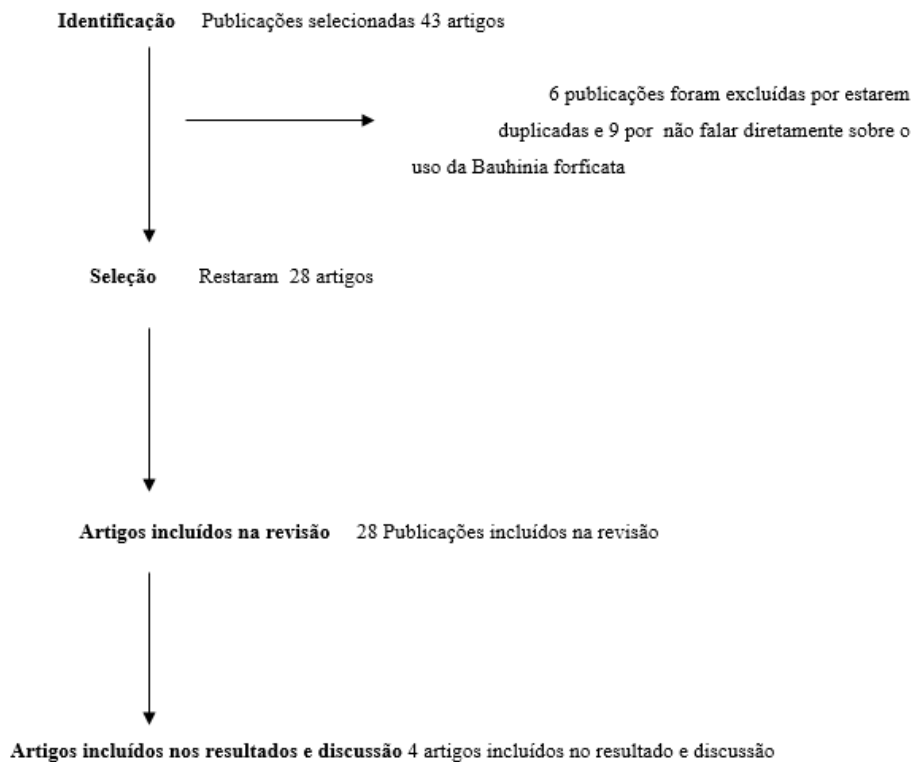 Identificação Publicações selecionadas 43 artigos
6 publicações foram excluídas por estarem
duplicadas e 9 por não falar diretamente sobre o
uso da Bauhinia forficata
Seleção Restaram 28 artigos
Artigos incluídos na revisão 28 Publicações incluídos na revisão
Artigos incluídos nos resultados e discussão 4 artigos incluídos no resultado e discussão